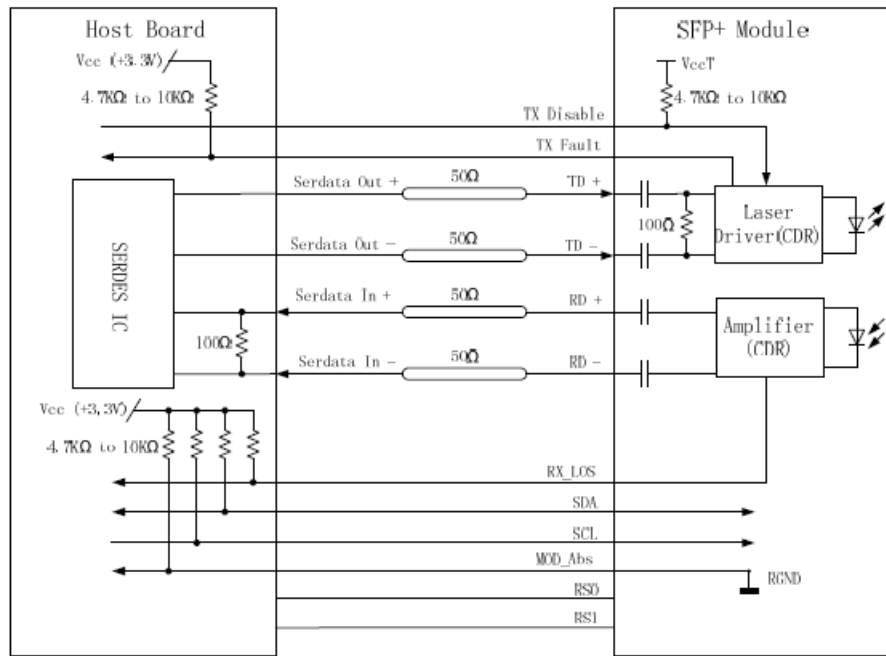 Host Board
SFP+ Module
Vcc (+3.3V)
VccT
4.7KΩ to 10KΩ
4.7KΩ to 10KΩ
TX Disable
TX Fault
Serdata Out +
50Ω
TD +
Serdata Out -
50Ω
TD -
100Ω
Laser
Driver(CDR)
SERDES IC
Serdata In +
50Ω
RD +
Serdata In -
50Ω
RD -
100Ω
Amplifier
(CDR)
Vcc (+3,3V)
4.7KΩ to 10KΩ
RX_LOS
SDA
SCL
MOD_Abs
RGND
RS0
RS1